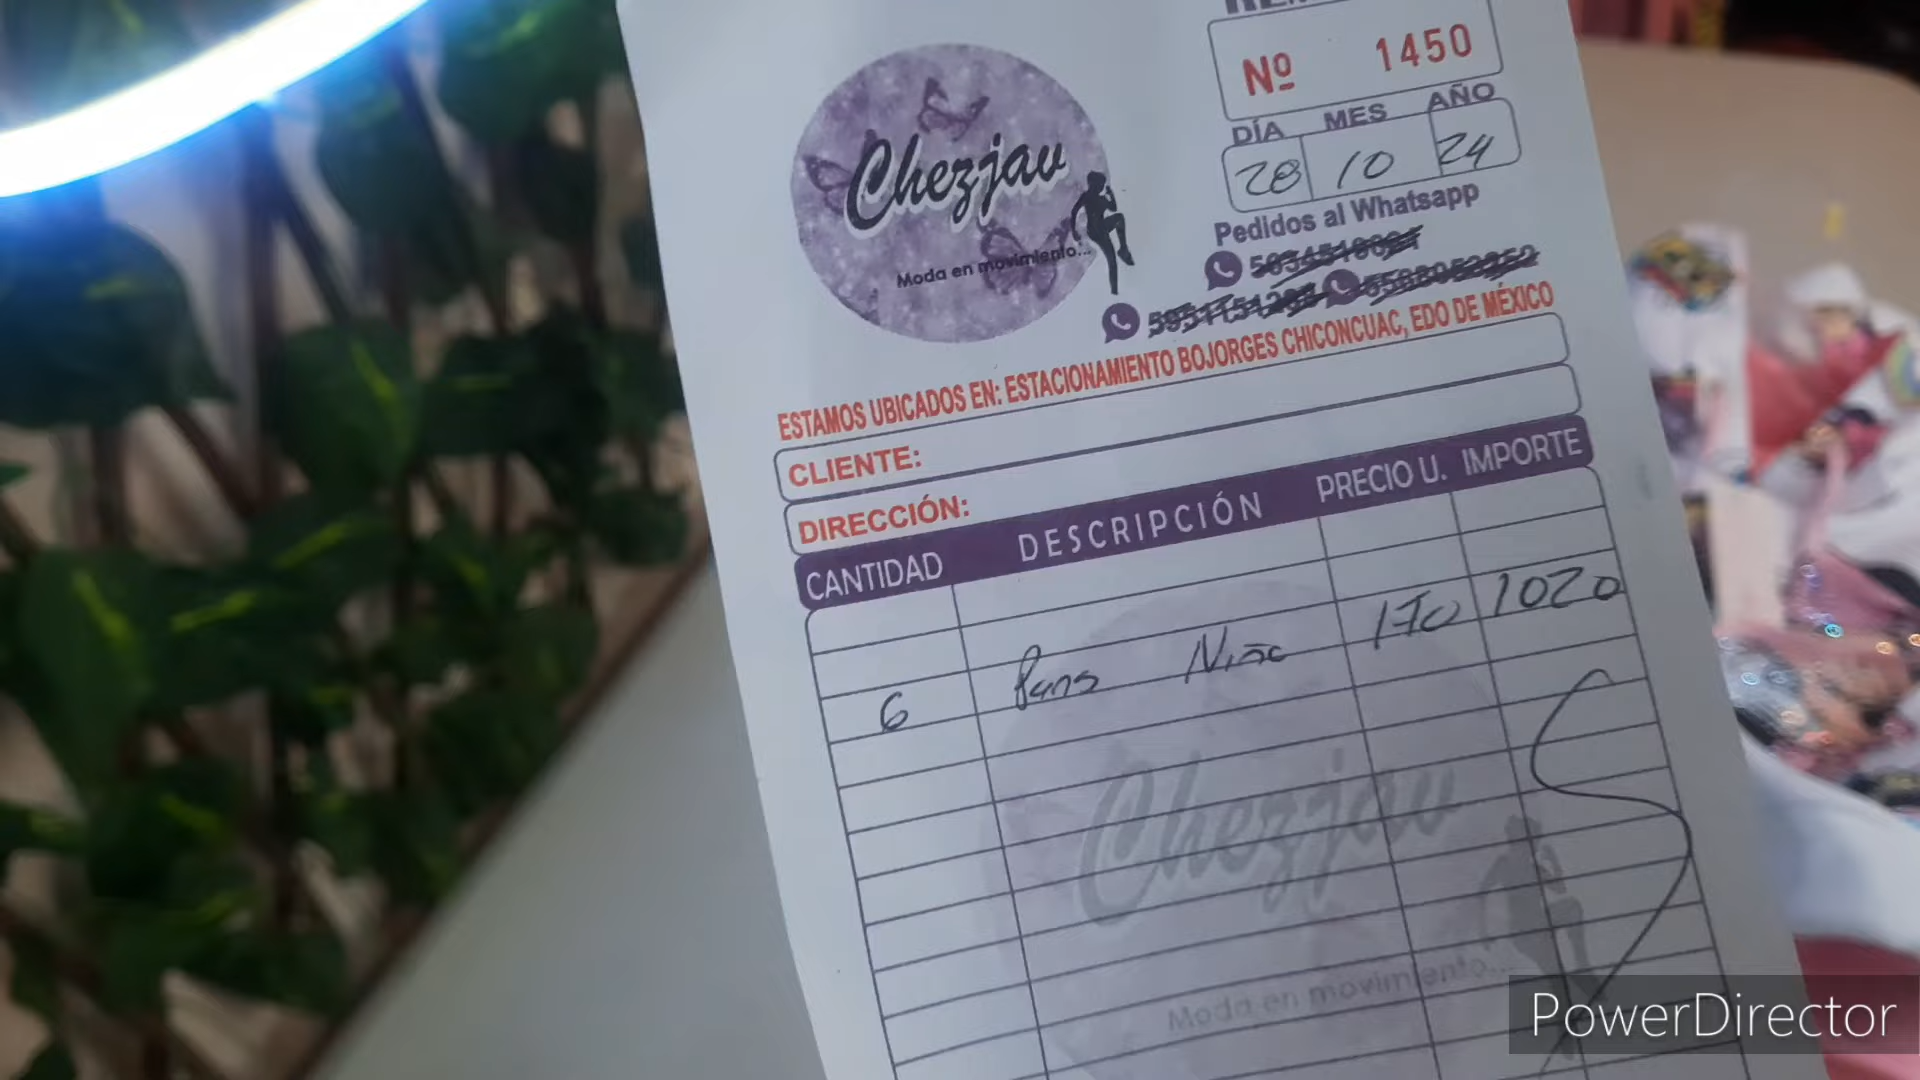 Nº 1450
DÍA MES AÑO
28 10 24
Chezjav
Moda en movimiento...
Pedidos al Whatsapp
ESTAMOS UBICADOS EN: ESTACIONAMIENTO BOJORGES CHICONCUAC, EDO DE MÉXICO
CLIENTE:
DIRECCIÓN:
CANTIDAD DESCRIPCIÓN PRECIO U. IMPORTE
6 Pans Niño 170 1020
Chezjav
Moda en movimiento...
PowerDirector